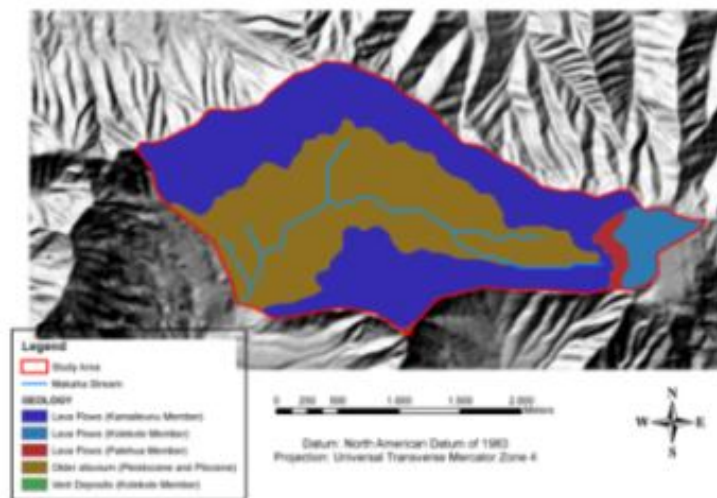 Legend
Study Area
Makaha Stream
GEOLOGY
Lava Flows (Kamaileunu Member)
Lava Flows (Kolekole Member)
Lava Flows (Palehua Member)
Older alluvium (Pleistocene and Pliocene)
Vent Deposits (Kolekole Member)
0 250 500 1.000 1.500 2.000
Meters
Datum: North American Datum of 1983
Projection: Universal Transverse Mercator Zone 4
N
W E
S